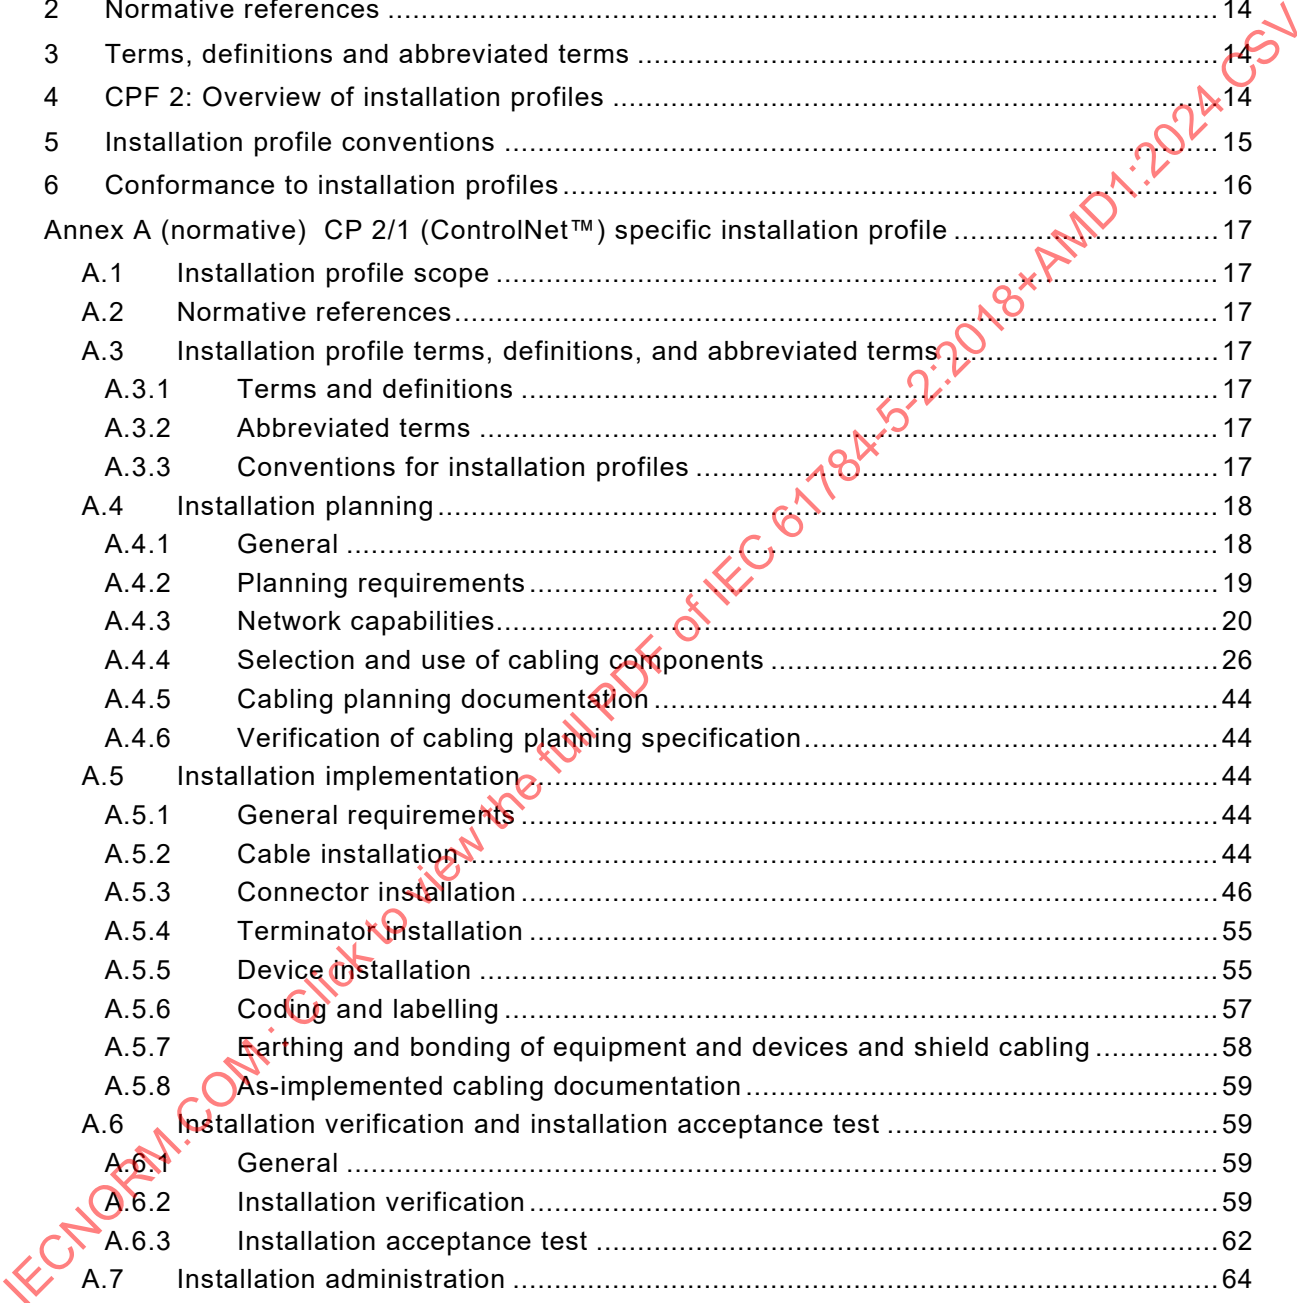 2 Normative references ........................................................................................................ 14
3 Terms, definitions and abbreviated terms ........................................................................ 14
4 CPF 2: Overview of installation profiles ........................................................................... 14
5 Installation profile conventions ........................................................................................ 15
6 Conformance to installation profiles ................................................................................. 16
Annex A (normative) CP 2/1 (ControlNet™) specific installation profile ................................ 17
A.1 Installation profile scope .......................................................................................... 17
A.2 Normative references ............................................................................................... 17
A.3 Installation profile terms, definitions, and abbreviated terms .................................. 17
A.3.1 Terms and definitions ....................................................................................... 17
A.3.2 Abbreviated terms ............................................................................................ 17
A.3.3 Conventions for installation profiles ................................................................. 17
A.4 Installation planning ................................................................................................. 18
A.4.1 General ............................................................................................................. 18
A.4.2 Planning requirements ...................................................................................... 19
A.4.3 Network capabilities .......................................................................................... 20
A.4.4 Selection and use of cabling components ........................................................ 26
A.4.5 Cabling planning documentation ...................................................................... 44
A.4.6 Verification of cabling planning specification .................................................... 44
A.5 Installation implementation ...................................................................................... 44
A.5.1 General requirements ....................................................................................... 44
A.5.2 Cable installation .............................................................................................. 44
A.5.3 Connector installation ....................................................................................... 46
A.5.4 Terminator installation ...................................................................................... 55
A.5.5 Device installation ............................................................................................ 55
A.5.6 Coding and labelling ......................................................................................... 57
A.5.7 Earthing and bonding of equipment and devices and shield cabling ............... 58
A.5.8 As-implemented cabling documentation ........................................................... 59
A.6 Installation verification and installation acceptance test ......................................... 59
A.6.1 General ............................................................................................................. 59
A.6.2 Installation verification ...................................................................................... 59
A.6.3 Installation acceptance test .............................................................................. 62
A.7 Installation administration ........................................................................................ 64
IECNORM.COM : Click to view the full PDF of IEC 61784-5-2:2018+AMD1:2024 CSV